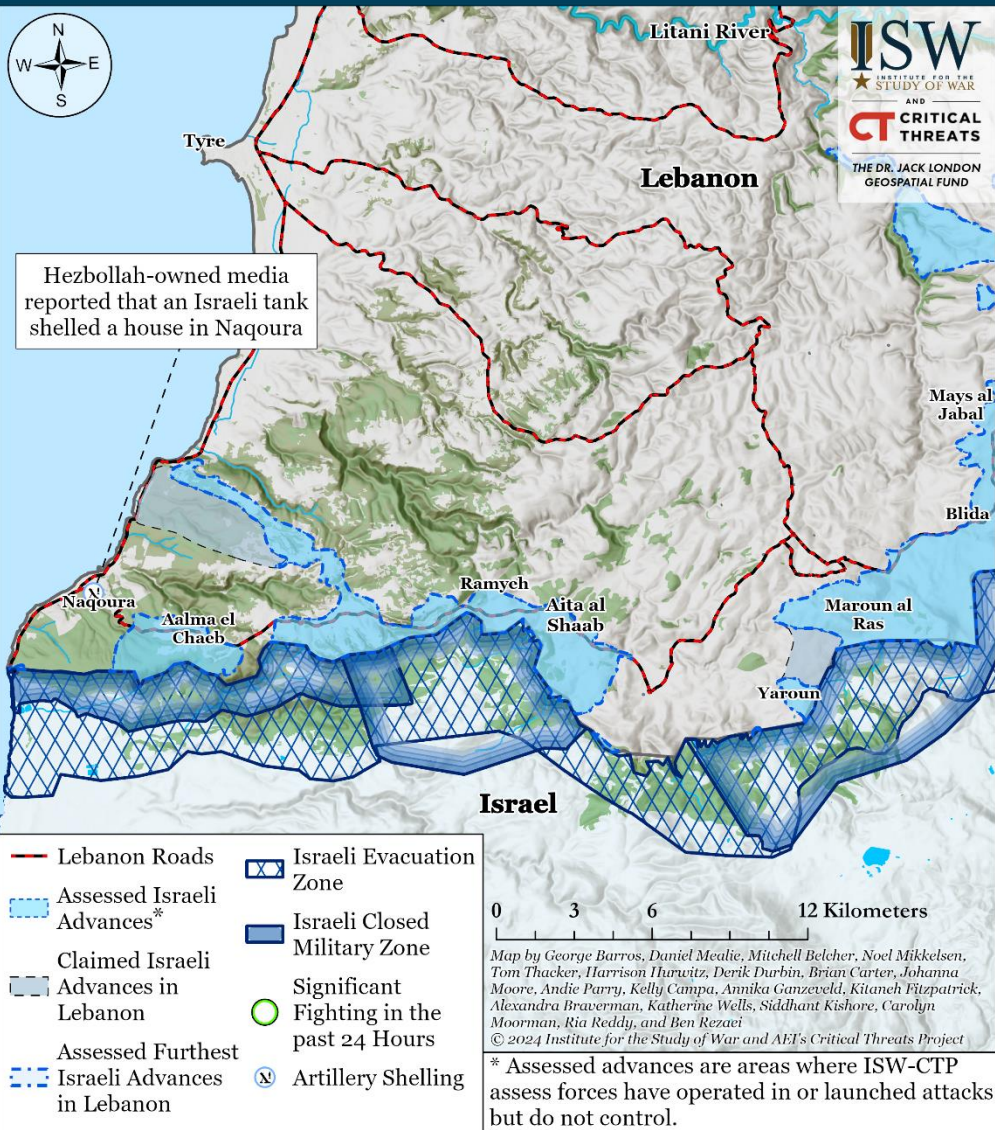 N
W E
S
Litani River
ISW
INSTITUTE FOR THE
STUDY OF WAR
AND
CT CRITICAL
THREATS
THE DR. JACK LONDON
GEOSPATIAL FUND
Tyre
Lebanon
Hezbollah-owned media
reported that an Israeli tank
shelled a house in Naqoura
Mays al
Jabal
Blida
Ramyeh
Naqoura
Aalma el
Chaeb
Aita al
Shaab
Maroun al
Ras
Yaroun
Israel
Lebanon Roads
Assessed Israeli
Advances*
Claimed Israeli
Advances in
Lebanon
Assessed Furthest
Israeli Advances
in Lebanon
Israeli Evacuation
Zone
Israeli Closed
Military Zone
Significant
Fighting in the
past 24 Hours
Artillery Shelling
0 3 6 12 Kilometers
Map by George Barros, Daniel Mealie, Mitchell Belcher, Noel Mikkelsen,
Tom Thacker, Harrison Hurwitz, Derik Durbin, Brian Carter, Johanna
Moore, Andie Parry, Kelly Campa, Annika Ganzeveld, Kitaneh Fitzpatrick,
Alexandra Braverman, Katherine Wells, Siddhant Kishore, Carolyn
Moorman, Ria Reddy, and Ben Rezaei
© 2024 Institute for the Study of War and AEI's Critical Threats Project
* Assessed advances are areas where ISW-CTP
assess forces have operated in or launched attacks
but do not control.